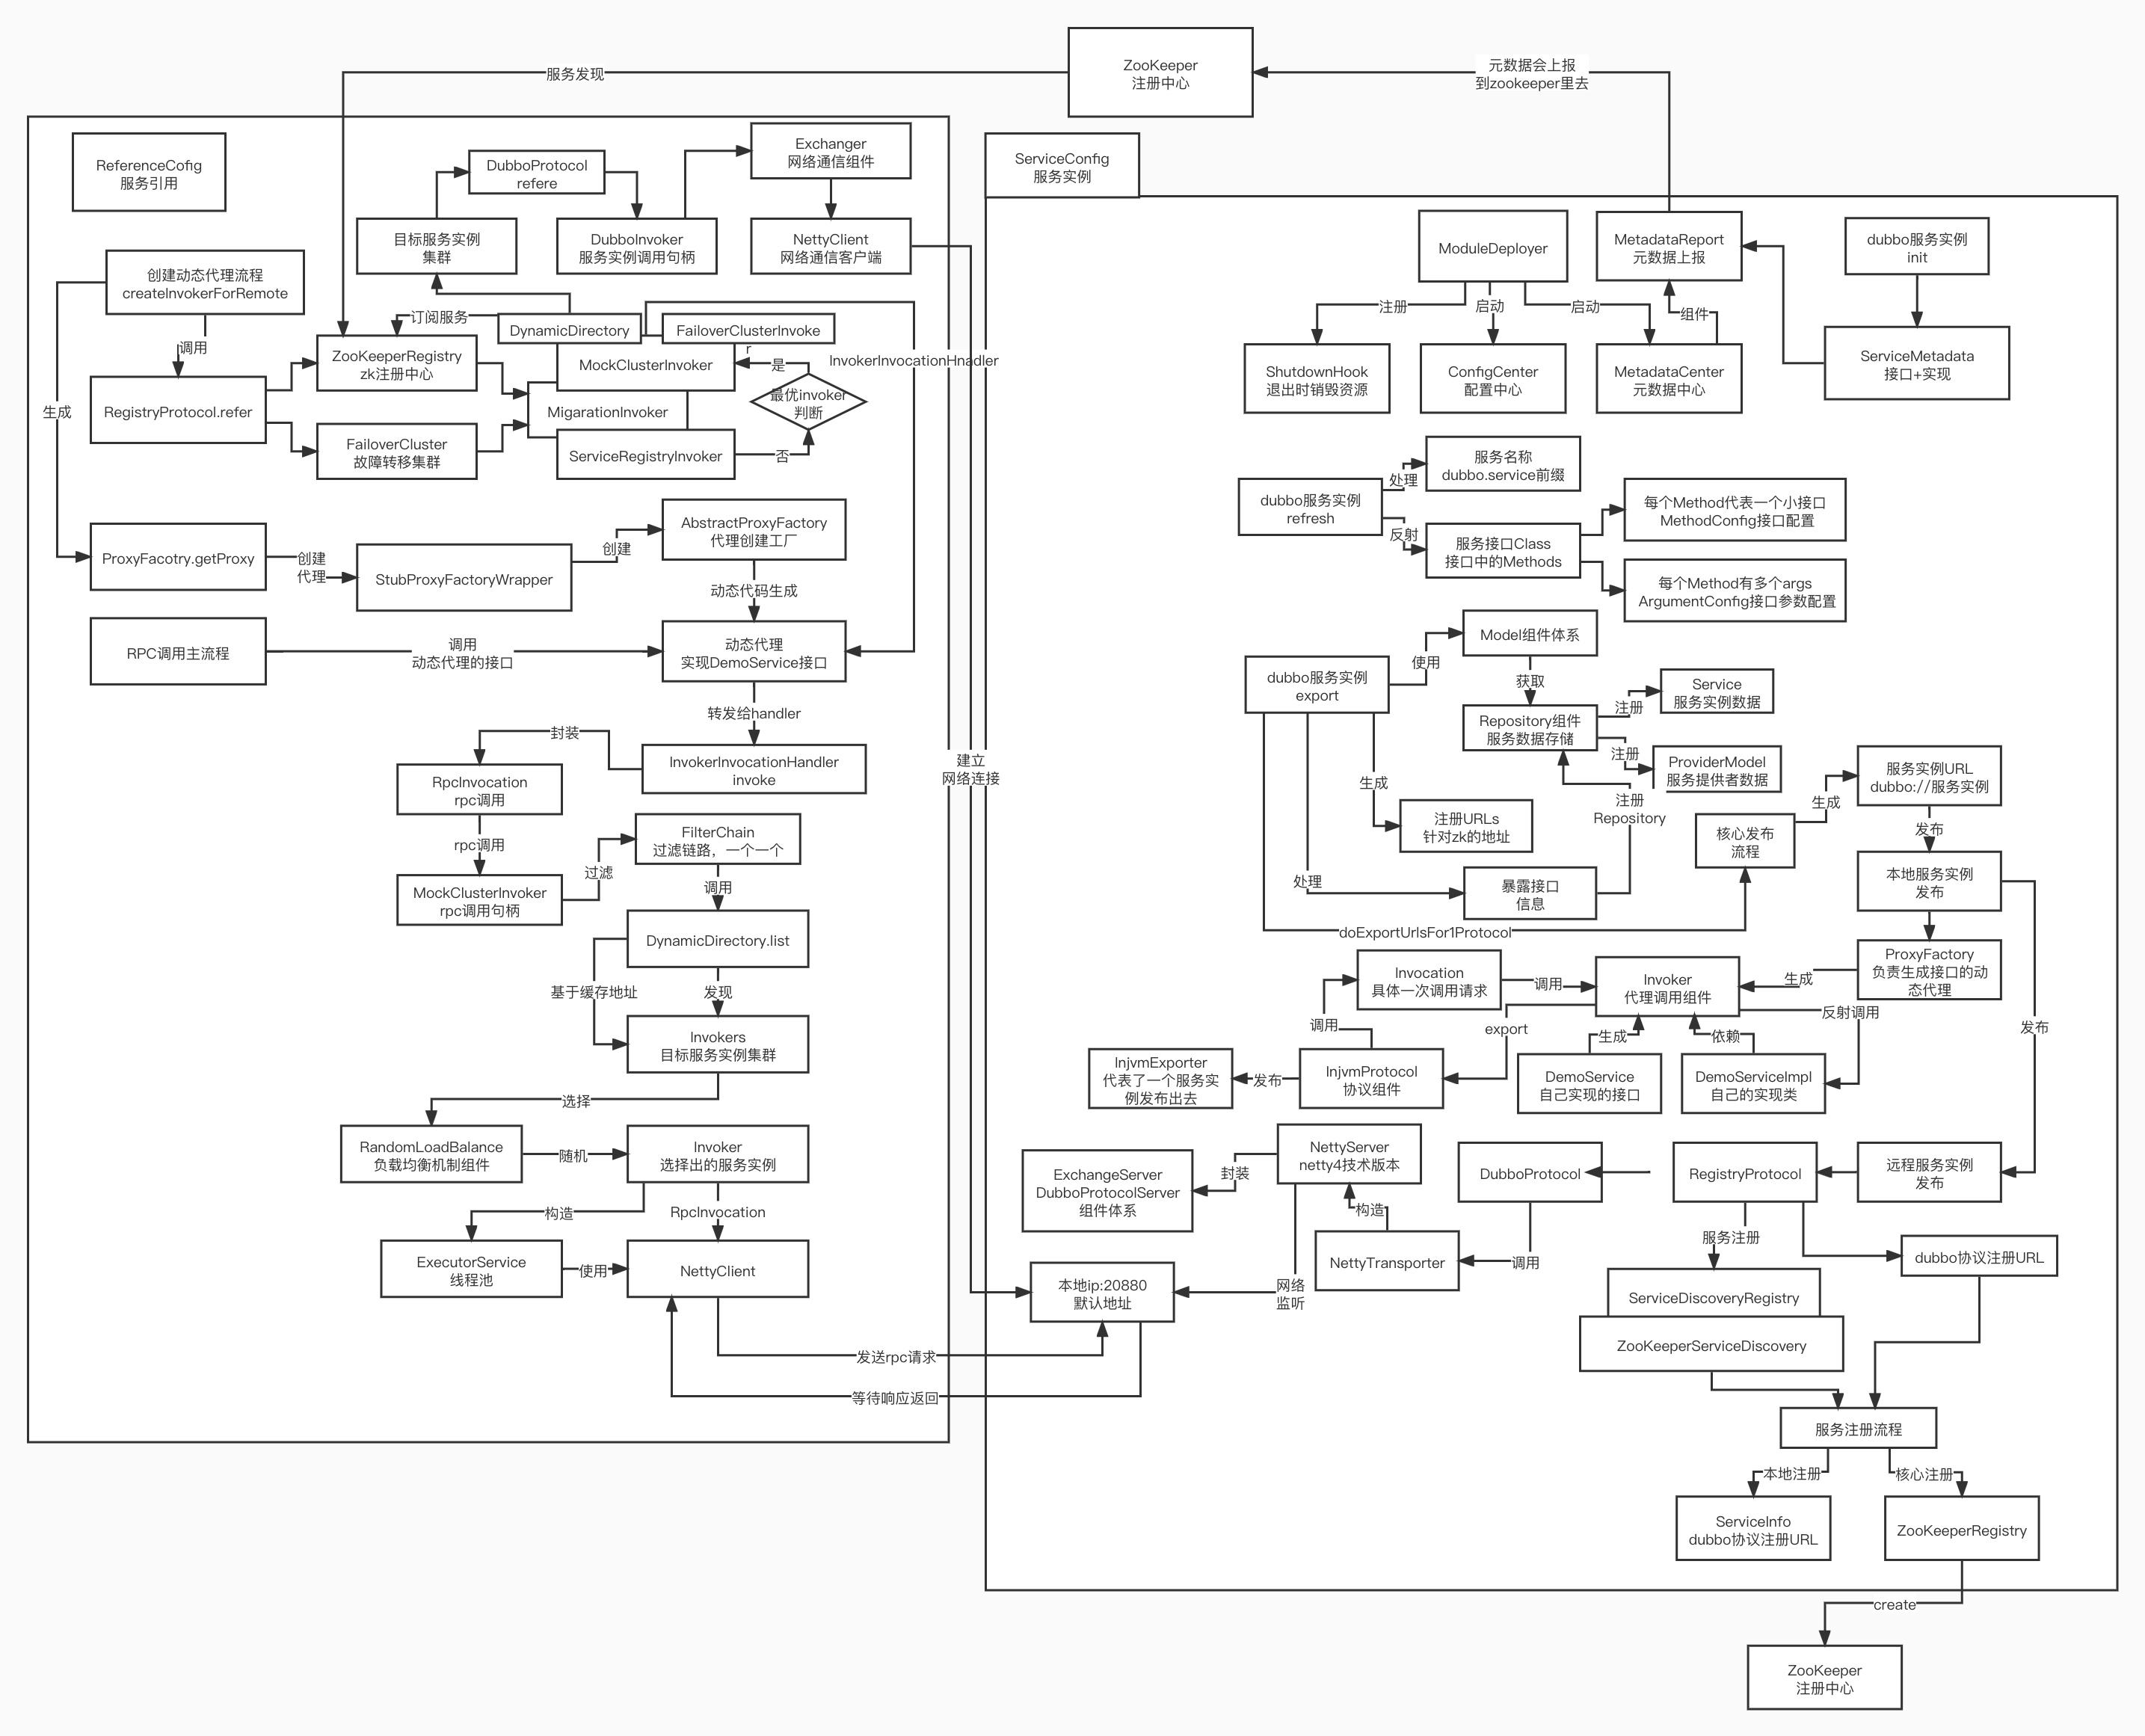 ZooKeeper
注册中心
服务发现
元数据会上报
到zookeeper里去
ReferenceCofig
服务引用
DubboProtocol
refere
Exchanger
网络通信组件
目标服务实例
集群
DubboInvoker
服务实例调用句柄
NettyClient
网络通信客户端
创建动态代理流程
createInvokerForRemote
调用
生成
订阅服务
DynamicDirectory
FailoverClusterInvoke
r
ZooKeeperRegistry
zk注册中心
MockClusterInvoker
是
InvokerInvocationHnadler
RegistryProtocol.refer
MigarationInvoker
最优invoker
判断
FailoverCluster
故障转移集群
ServiceRegistryInvoker
否
ProxyFacotry.getProxy
创建
代理
StubProxyFactoryWrapper
创建
AbstractProxyFactory
代理创建工厂
动态代码生成
RPC调用主流程
调用
动态代理的接口
动态代理
实现DemoService接口
转发给handler
封装
InvokerInvocationHandler
invoke
RpcInvocation
rpc调用
rpc调用
FilterChain
过滤链路，一个一个
过滤
MockClusterInvoker
rpc调用句柄
调用
DynamicDirectory.list
基于缓存地址
发现
Invokers
目标服务实例集群
选择
RandomLoadBalance
负载均衡机制组件
随机
Invoker
选择出的服务实例
构造
RpcInvocation
ExecutorService
线程池
使用
NettyClient
发送rpc请求
等待响应返回
建立
网络连接
ServiceConfig
服务实例
ModuleDeployer
MetadataReport
元数据上报
dubbo服务实例
init
注册
启动
启动
组件
ShutdownHook
退出时销毁资源
ConfigCenter
配置中心
MetadataCenter
元数据中心
ServiceMetadata
接口+实现
dubbo服务实例
refresh
处理
反射
服务名称
dubbo.service前缀
服务接口Class
接口中的Methods
每个Method代表一个小接口
MethodConfig接口配置
每个Method有多个args
ArgumentConfig接口参数配置
dubbo服务实例
export
使用
Model组件体系
获取
Repository组件
服务数据存储
注册
Service
服务实例数据
注册
ProviderModel
服务提供者数据
生成
注册URLs
针对zk的地址
注册
Repository
处理
暴露接口
信息
doExportUrlsFor1Protocol
核心发布
流程
生成
服务实例URL
dubbo://服务实例
发布
本地服务实例
发布
ProxyFactory
负责生成接口的动
态代理
生成
反射调用
发布
Invocation
具体一次调用请求
调用
Invoker
代理调用组件
调用
export
生成
依赖
InjvmExporter
代表了一个服务实
例发布出去
发布
InjvmProtocol
协议组件
DemoService
自己实现的接口
DemoServiceImpl
自己的实现类
ExchangeServer
DubboProtocolServer
组件体系
封装
NettyServer
netty4技术版本
构造
DubboProtocol
RegistryProtocol
远程服务实例
发布
NettyTransporter
调用
服务注册
dubbo协议注册URL
本地ip:20880
默认地址
网络
监听
ServiceDiscoveryRegistry
ZooKeeperServiceDiscovery
服务注册流程
本地注册
核心注册
ServiceInfo
dubbo协议注册URL
ZooKeeperRegistry
create
ZooKeeper
注册中心